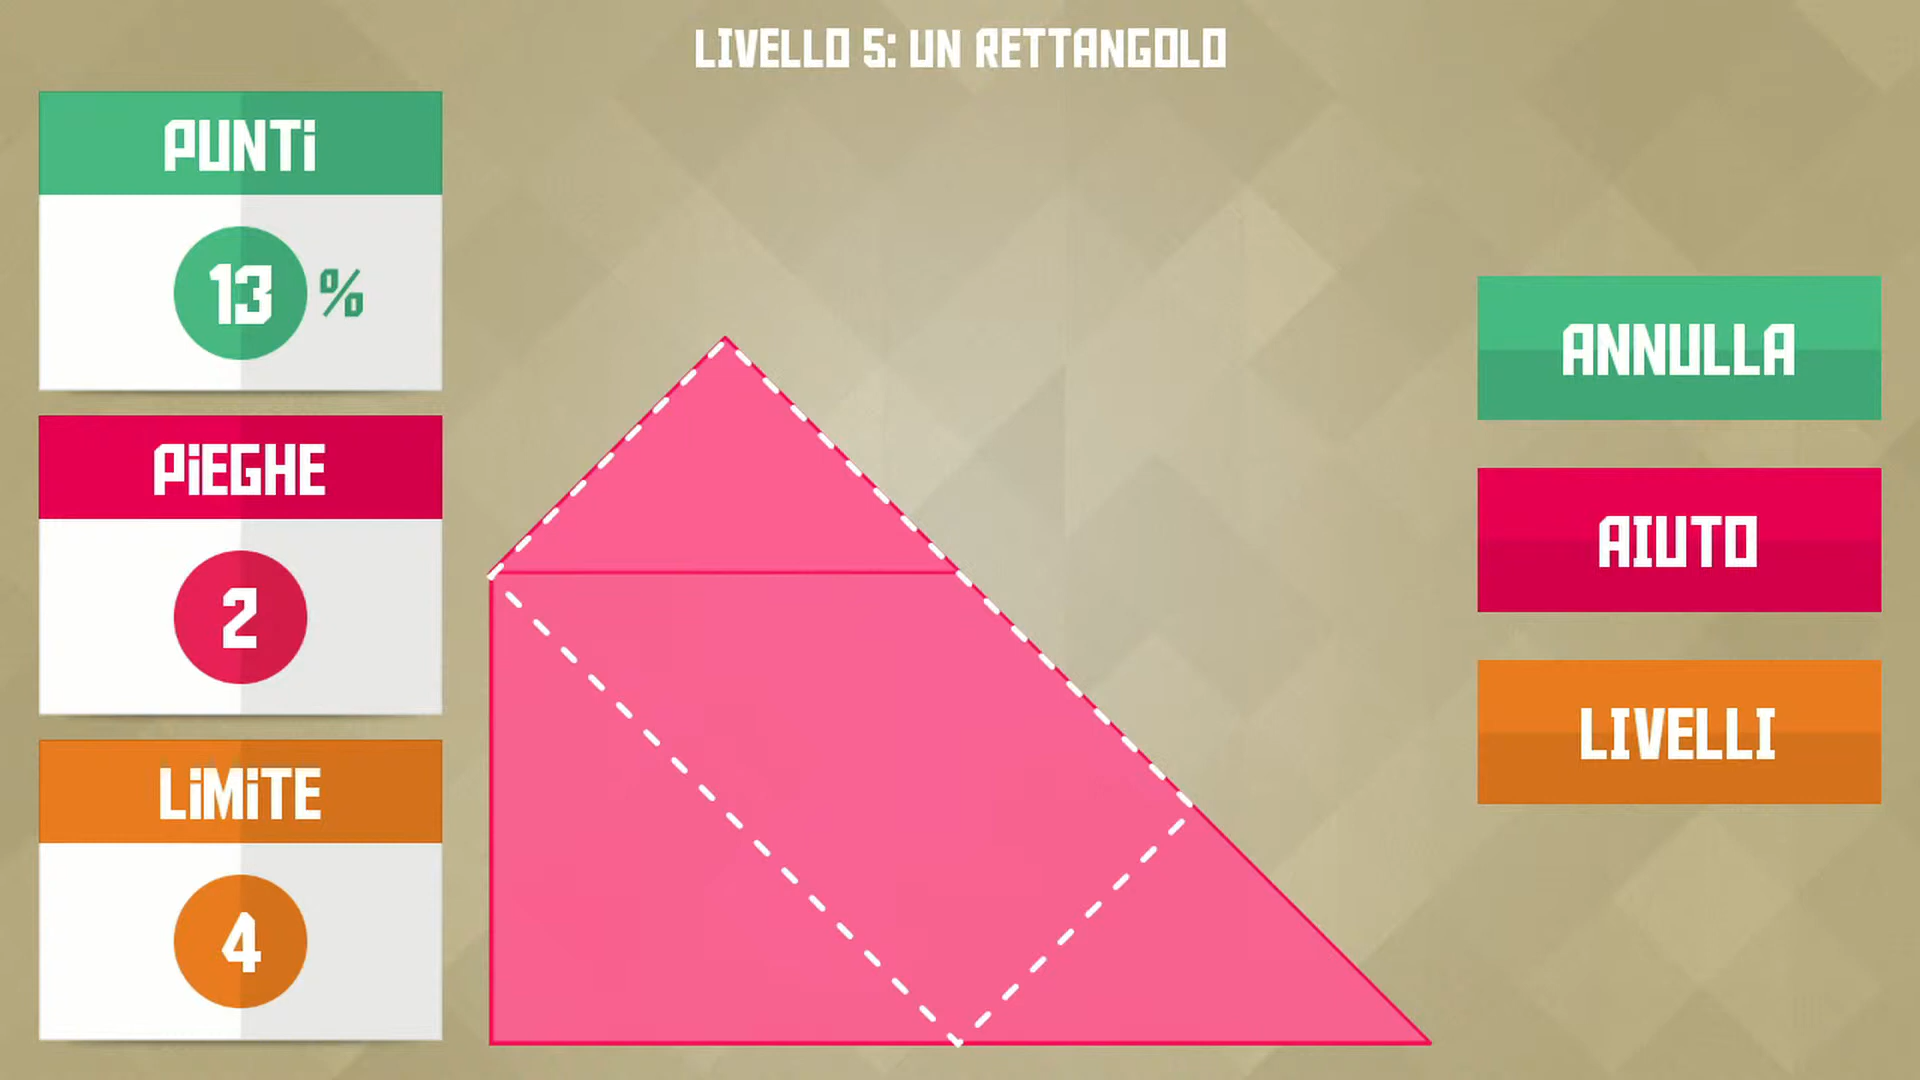 LIVELLO 5: UN RETTANGOLO
PUNTi
13 %
PiEGHE
2
LiMiTE
4
ANNULLA
AIUTO
LIVELLI